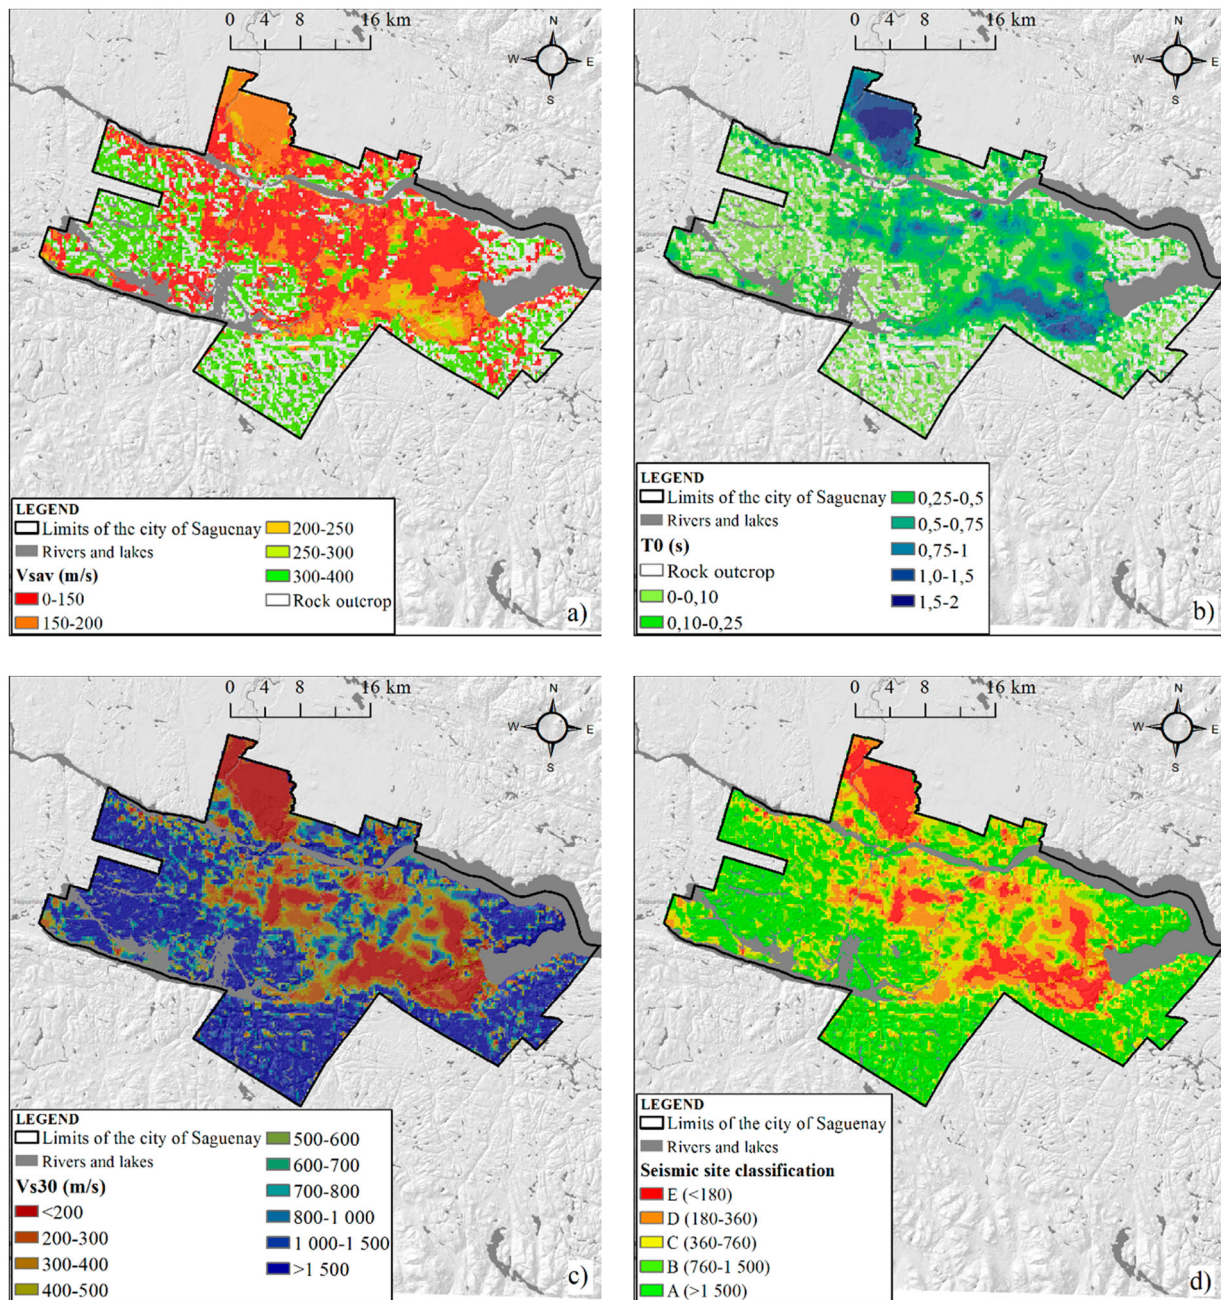 0 4 8 16 km
N
W E
S
Saguenay
LEGEND
Limits of the city of Saguenay
Rivers and lakes
Vsav (m/s)
0-150
150-200
200-250
250-300
300-400
Rock outcrop
a)
0 4 8 16 km
N
W E
S
LEGEND
Limits of the city of Saguenay
Rivers and lakes
T0 (s)
Rock outcrop
0-0,10
0,10-0,25
0,25-0,5
0,5-0,75
0,75-1
1,0-1,5
1,5-2
b)
0 4 8 16 km
N
W E
S
LEGEND
Limits of the city of Saguenay
Rivers and lakes
Vs30 (m/s)
<200
200-300
300-400
400-500
500-600
600-700
700-800
800-1 000
1 000-1 500
>1 500
c)
0 4 8 16 km
N
W E
S
LEGEND
Limits of the city of Saguenay
Rivers and lakes
Seismic site classification
E (<180)
D (180-360)
C (360-760)
B (760-1 500)
A (>1 500)
d)